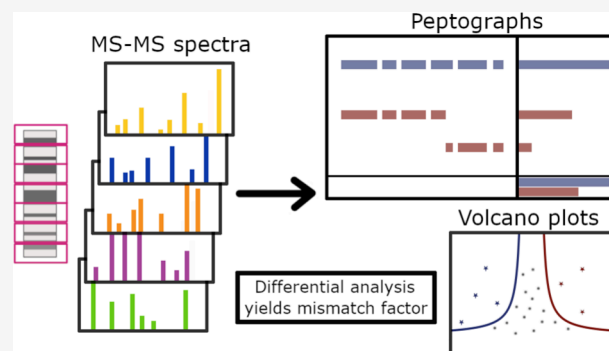 Peptographs
MS-MS spectra
Volcano plots
Differential analysis
yields mismatch factor